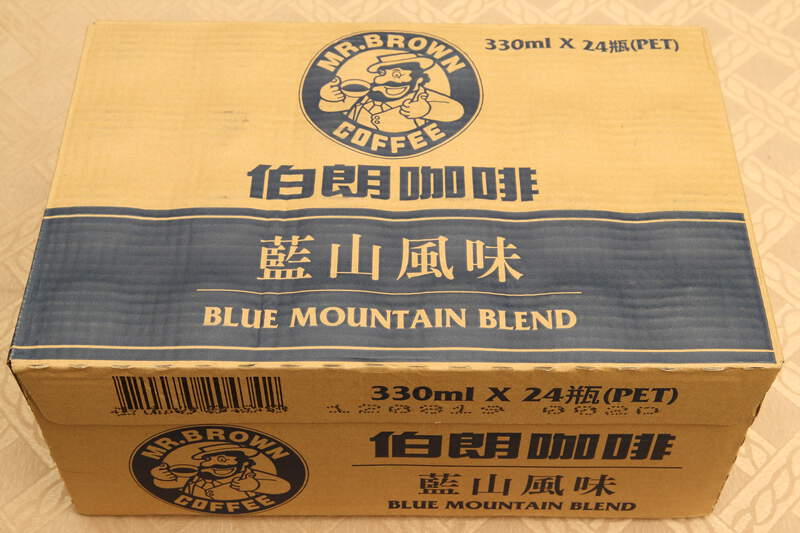 MR.BROWN
COFFEE
330ml X 24瓶(PET)
伯朗咖啡
藍山風味
BLUE MOUNTAIN BLEND
330ml X 24瓶(PET)
MR.BROWN
COFFEE
伯朗咖啡
藍山風味
BLUE MOUNTAIN BLEND